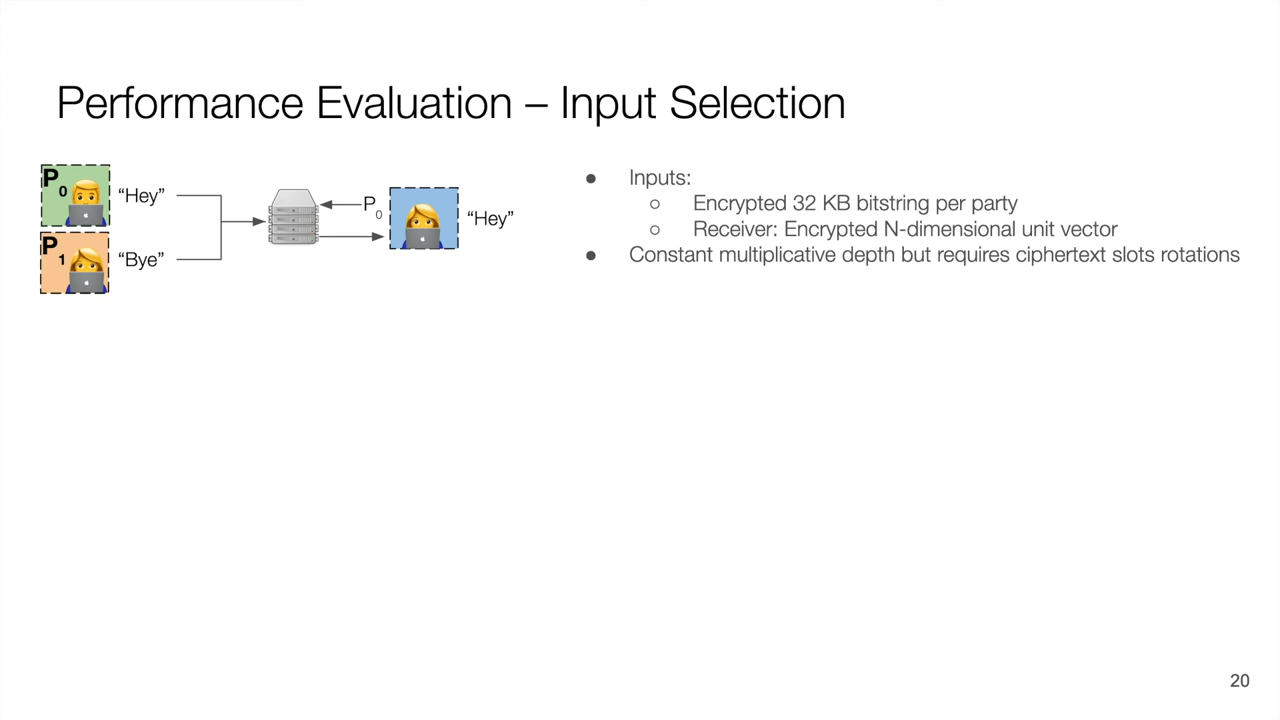 Performance Evaluation – Input Selection
P0
“Hey”
P1
“Bye”
P0
“Hey”
● Inputs:
○ Encrypted 32 KB bitstring per party
○ Receiver: Encrypted N-dimensional unit vector
● Constant multiplicative depth but requires ciphertext slots rotations
20